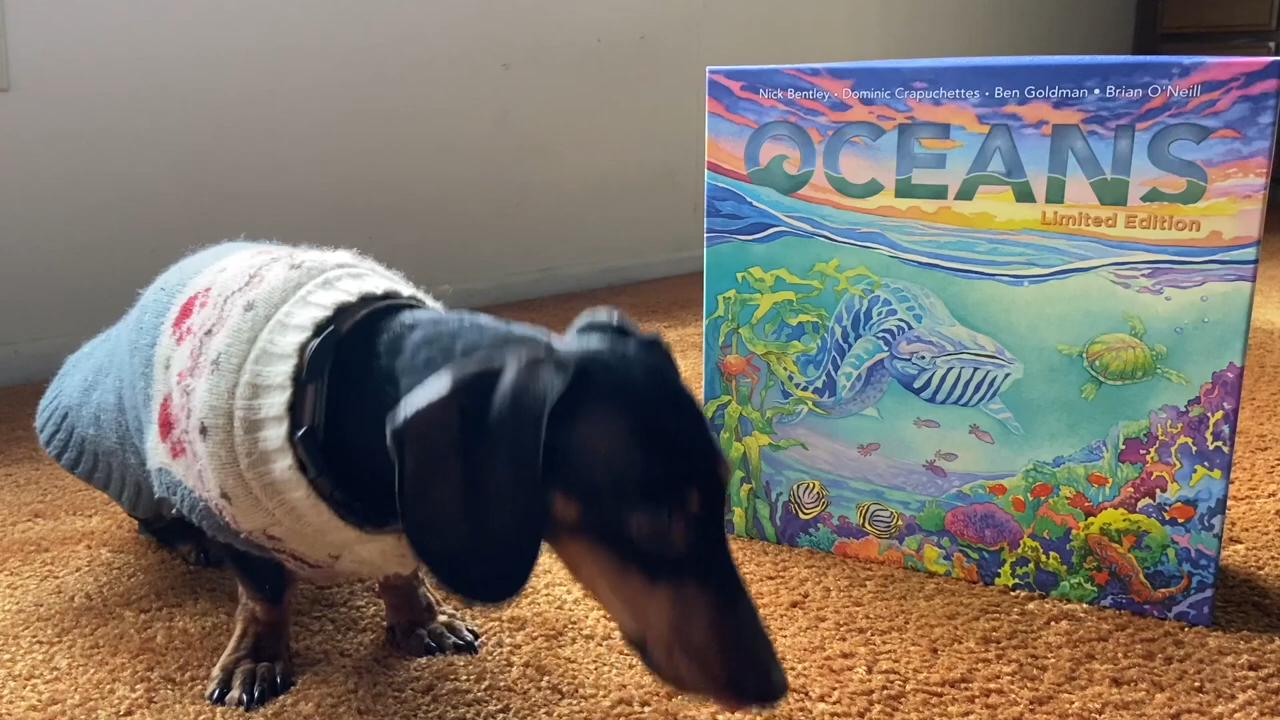 Nick Bentley • Dominic Crapuchettes • Ben Goldman • Brian O'Neill
OCEANS
Limited Edition